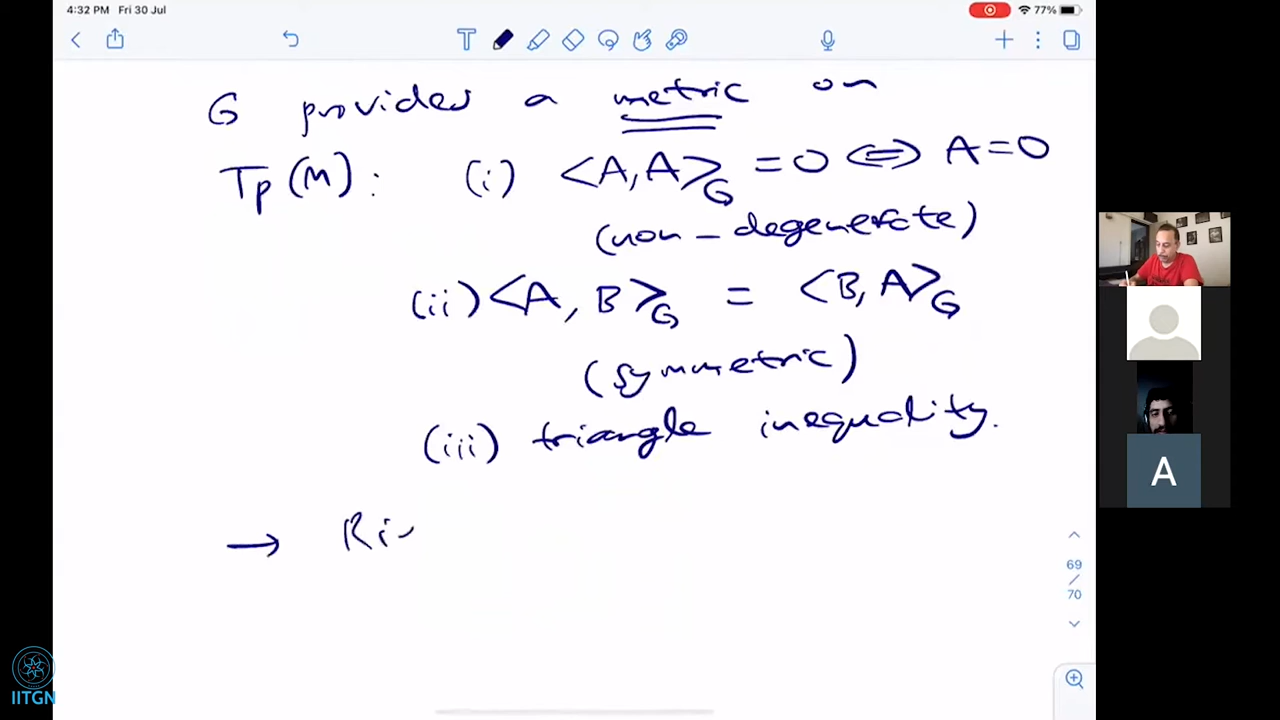 4:32 PM Fri 30 Jul
77%
T
G provides a metric on
Tp(M): (i) <A, A>G = 0 <=> A = 0
(non-degenerate)
(ii) <A, B>G = <B, A>G
(symmetric)
(iii) triangle inequality.
→ Ri
69
/
70
A
IITGN